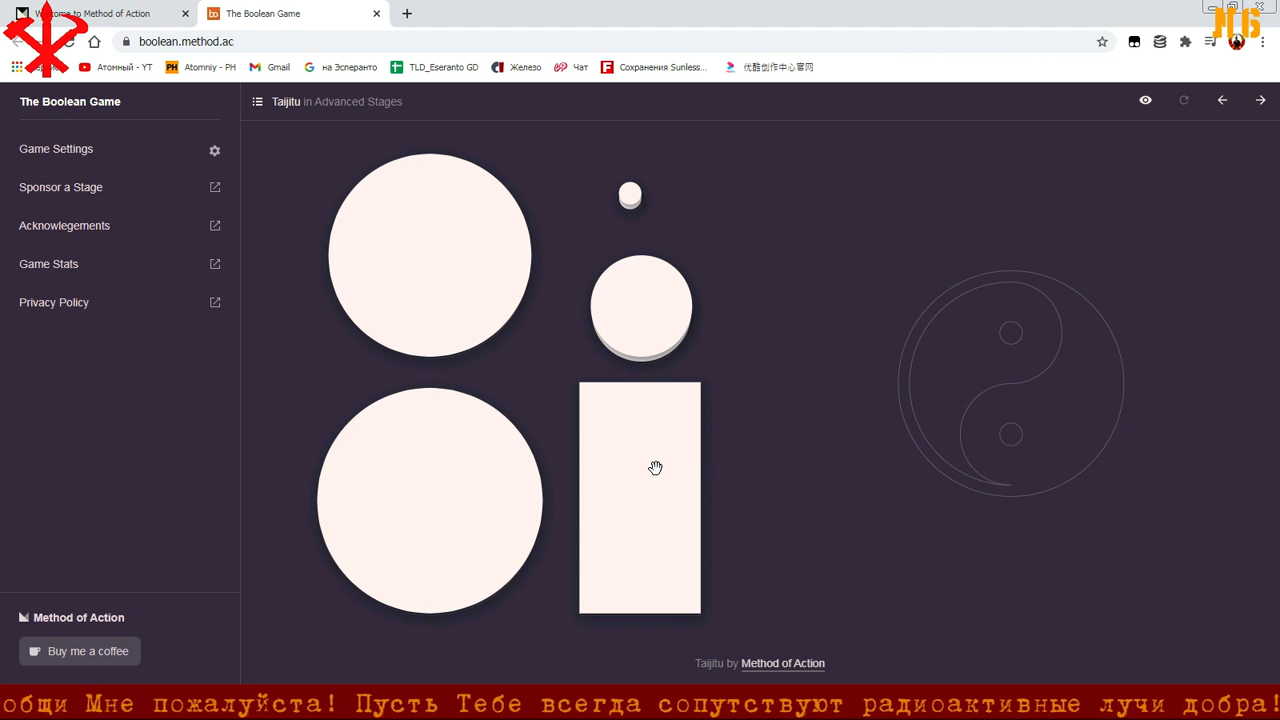 Welcome to Method of Action
The Boolean Game
МБ
boolean.method.ac
Атомный - YT
PH Atomniy - PH
Gmail
на Эсперанто
TLD_Eseranto GD
Железо
Чат
Сохранения Sunless...
优酷创作中心官网
The Boolean Game
Taijitu in Advanced Stages
Game Settings
Sponsor a Stage
Acknowlegements
Game Stats
Privacy Policy
Method of Action
Buy me a coffee
Taijitu by Method of Action
общи Мне пожалуйста! Пусть Тебе всегда сопутствуют радиоактивные лучи добра!